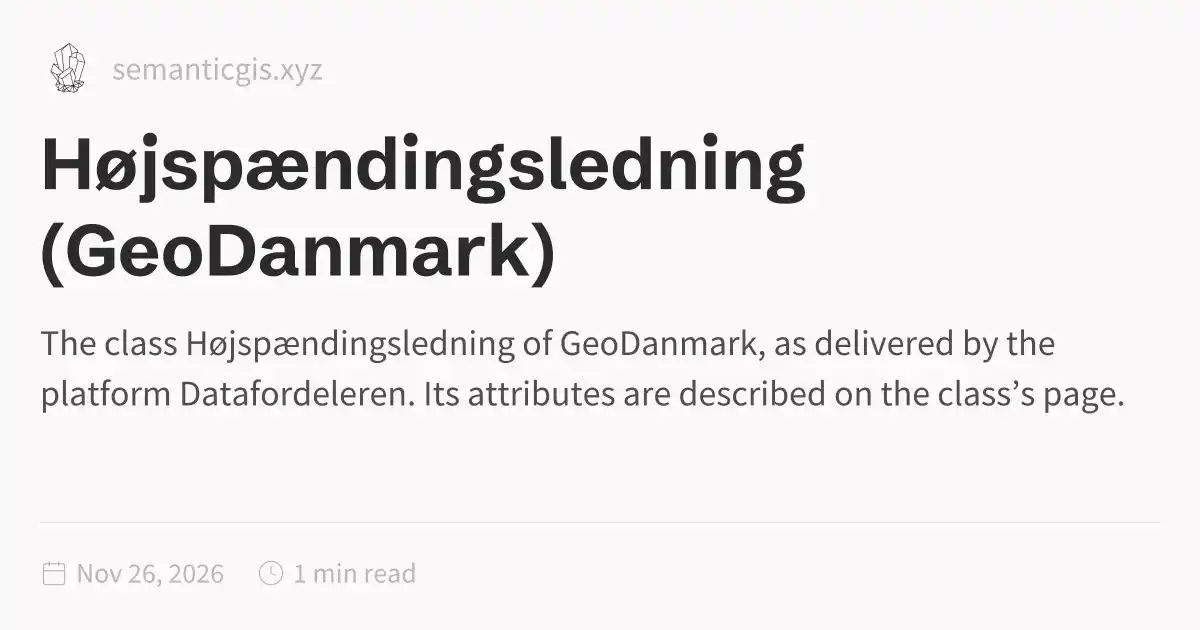 semanticgis.xyz
Højspændingsledning
(GeoDanmark)
The class Højspændingsledning of GeoDanmark, as delivered by the
platform Datafordeleren. Its attributes are described on the class’s page.
Nov 26, 2026 1 min read